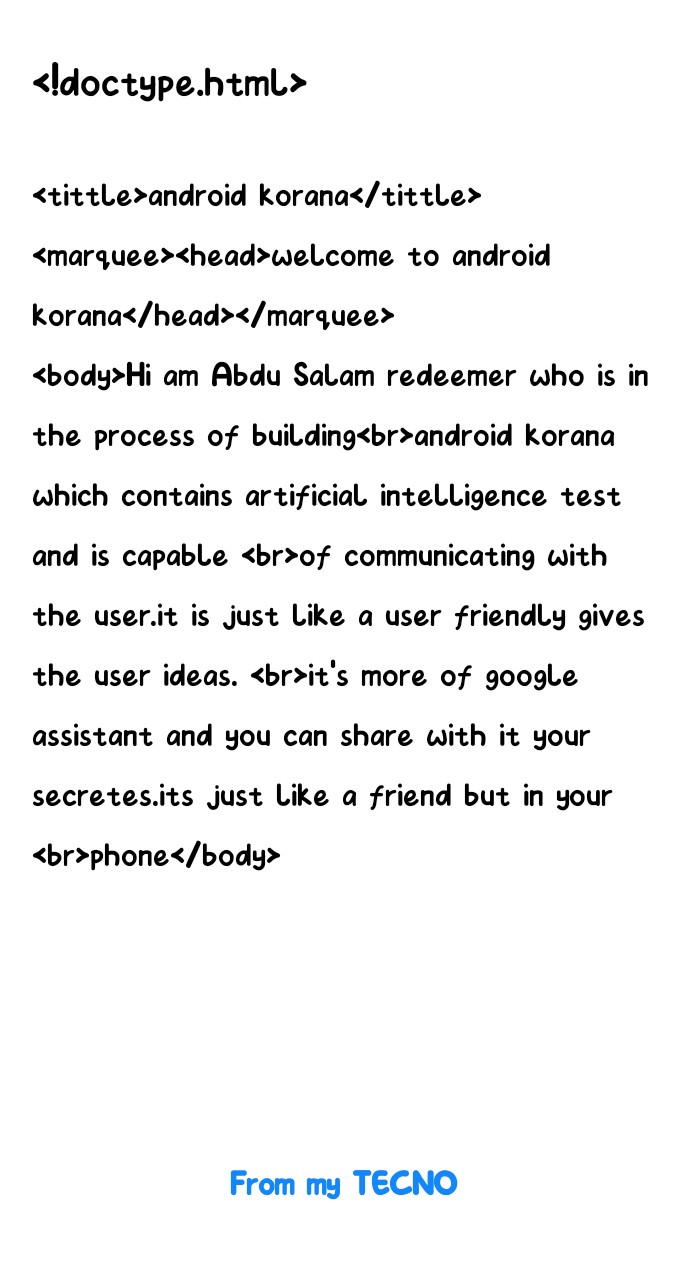 <!doctype.html>
<tittle>android korana</tittle>
<marquee><head>welcome to android
korana</head></marquee>
<body>Hi am Abdu Salam redeemer who is in
the process of building<br>android korana
which contains artificial intelligence test
and is capable <br>of communicating with
the user.it is just like a user friendly gives
the user ideas. <br>it's more of google
assistant and you can share with it your
secretes.its just like a friend but in your
<br>phone</body>
From my TECNO